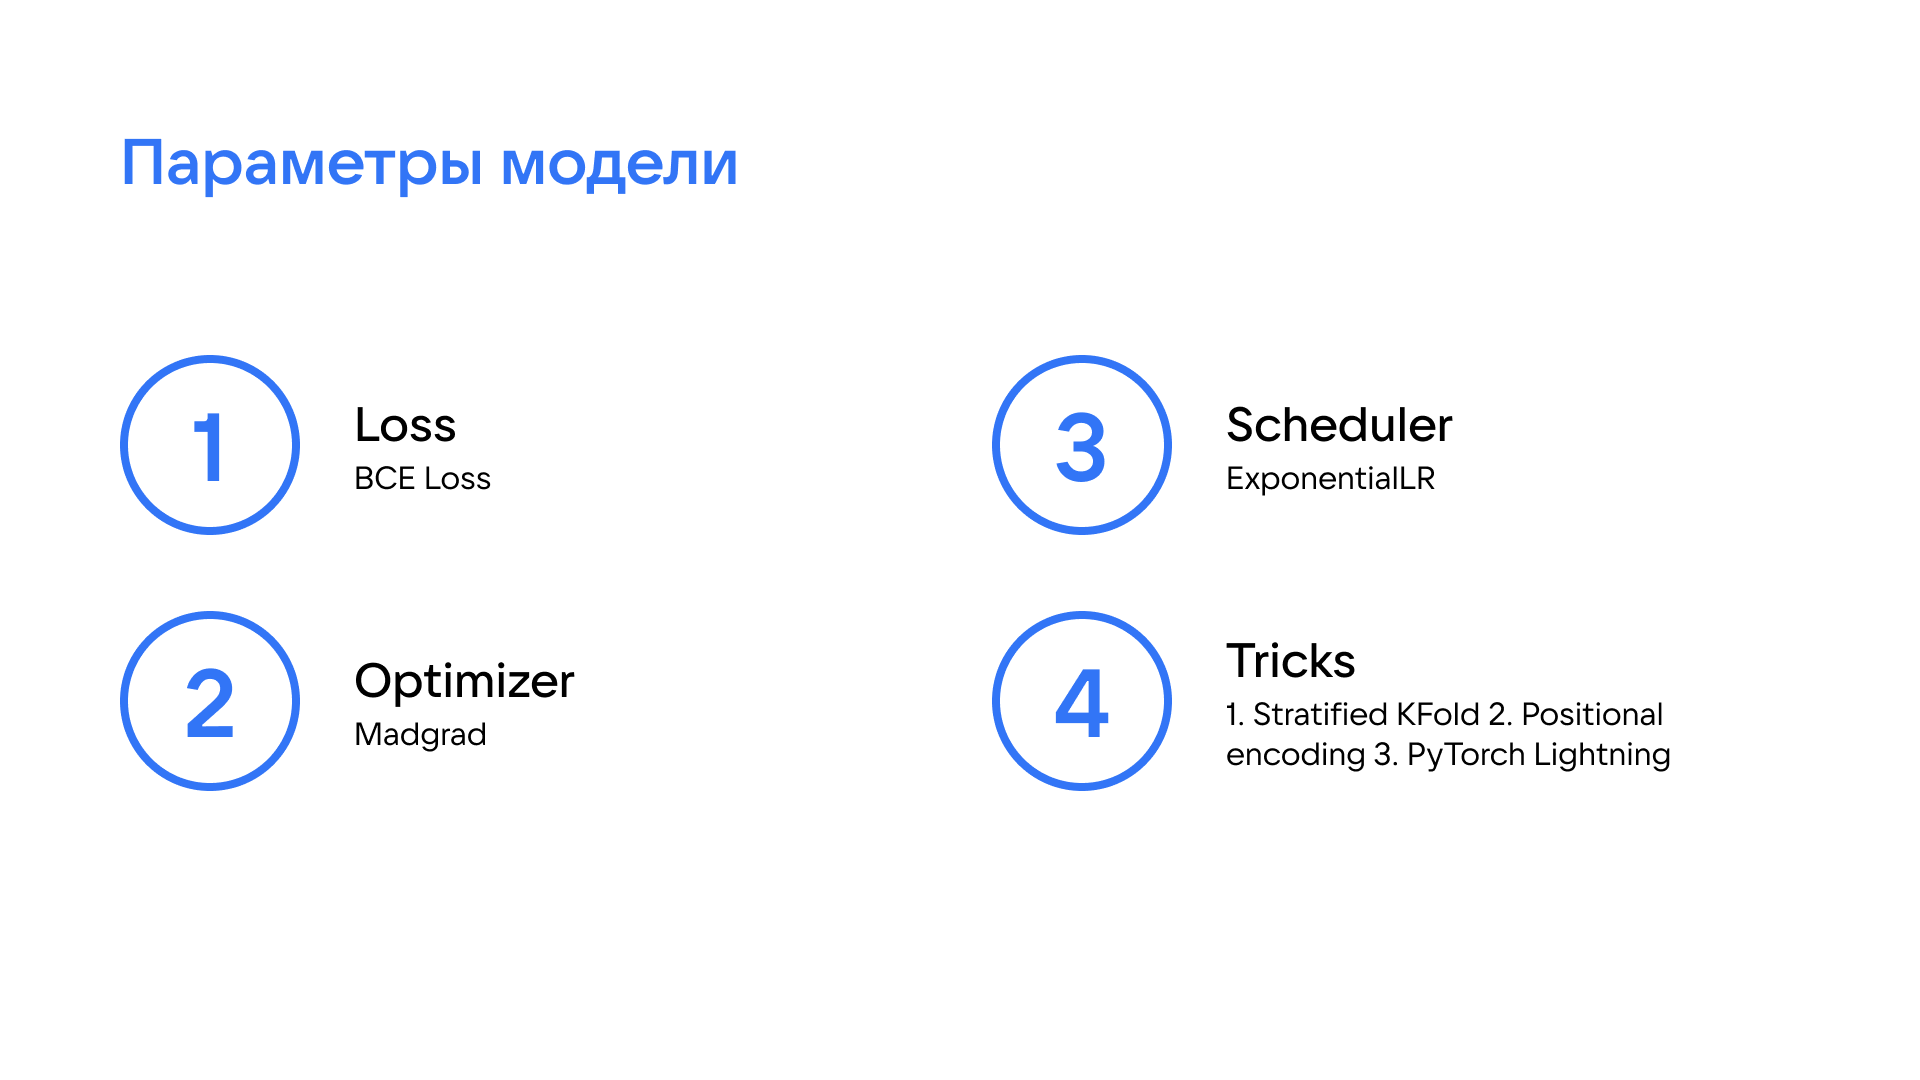 Параметры модели
1
Loss
BCE Loss
2
Optimizer
Madgrad
3
Scheduler
ExponentialLR
4
Tricks
1. Stratified KFold 2. Positional
encoding 3. PyTorch Lightning